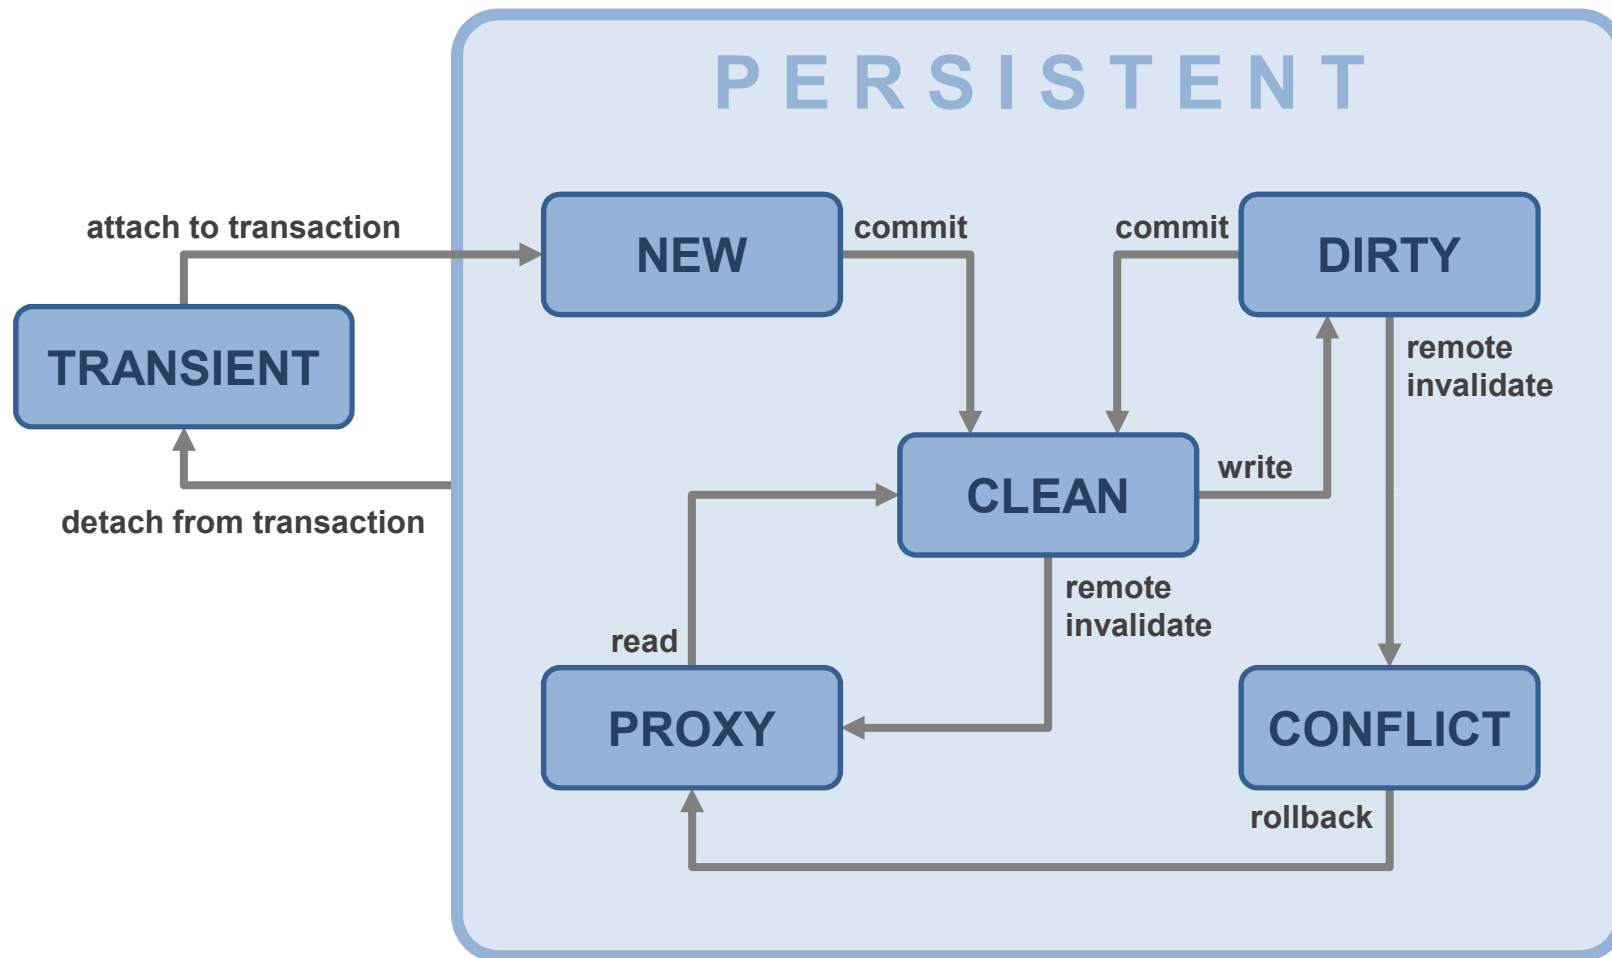 PERSISTENT
attach to transaction
NEW
commit
commit
DIRTY
TRANSIENT
remote
invalidate
detach from transaction
CLEAN
write
remote
invalidate
read
PROXY
CONFLICT
rollback